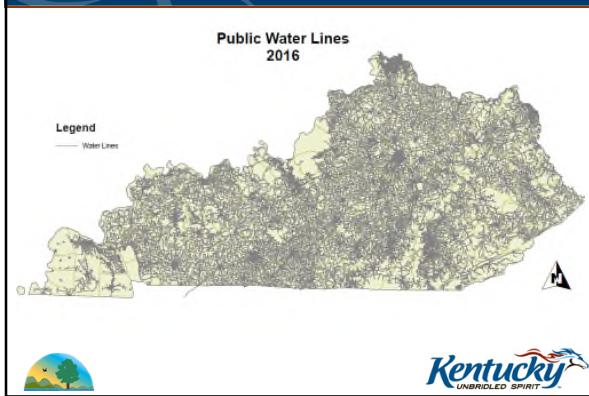 Public Water Lines
2016
Legend
Water Lines
N
Kentucky
UNBRIDLED SPIRIT